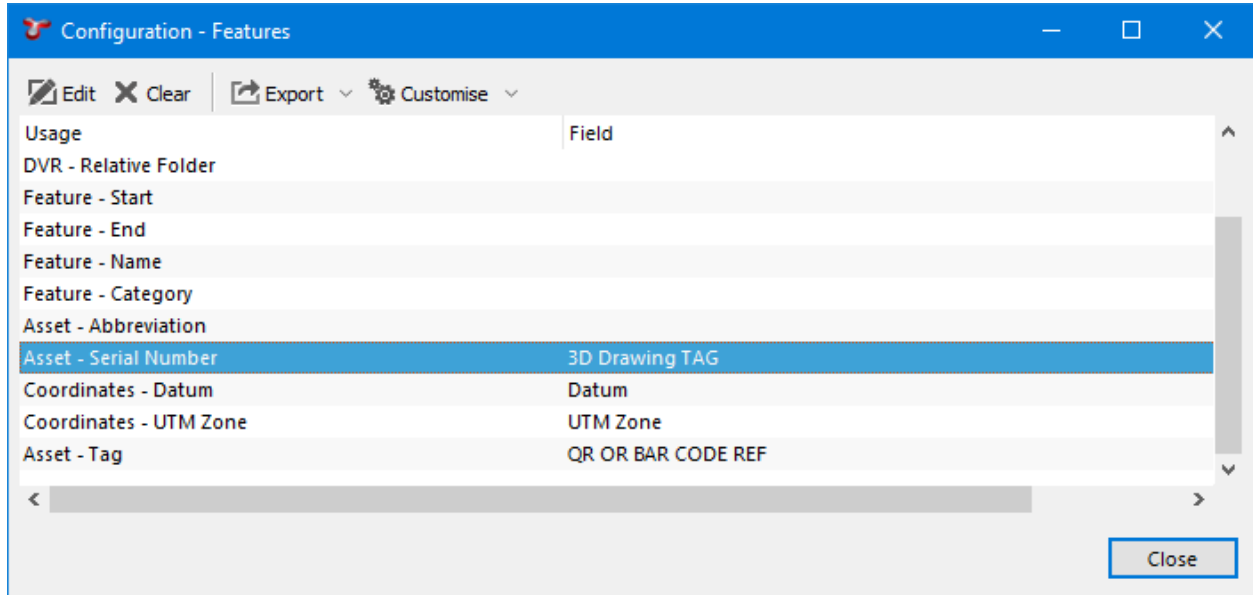 Configuration - Features
Edit Clear Export Customise
Usage Field
DVR - Relative Folder
Feature - Start
Feature - End
Feature - Name
Feature - Category
Asset - Abbreviation
Asset - Serial Number 3D Drawing TAG
Coordinates - Datum Datum
Coordinates - UTM Zone UTM Zone
Asset - Tag QR OR BAR CODE REF
Close